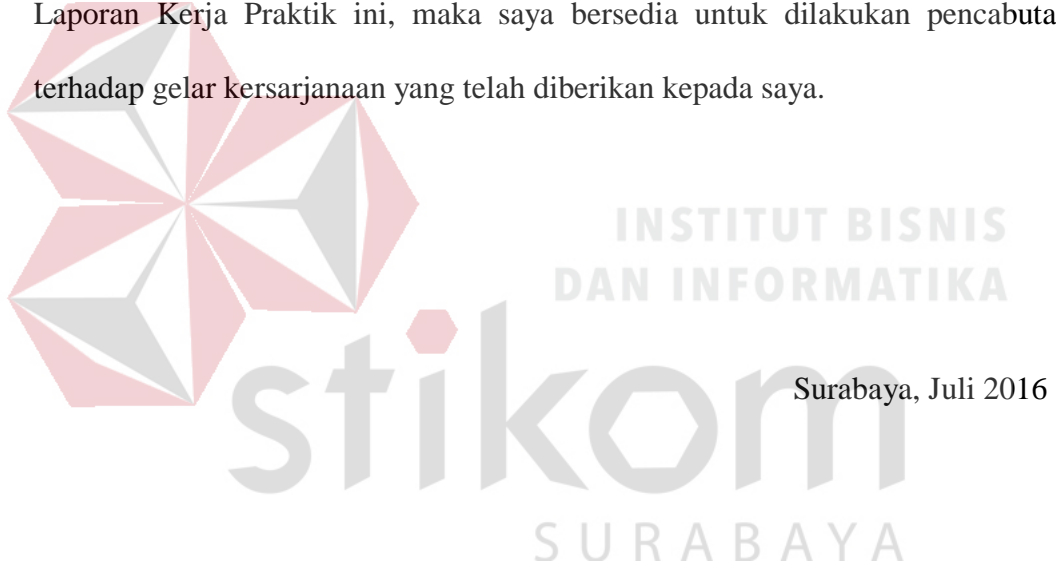 Laporan Kerja Praktik ini, maka saya bersedia untuk dilakukan pencabuta
terhadap gelar kersarjanaan yang telah diberikan kepada saya.
INSTITUT BISNIS
DAN INFORMATIKA
stikom
Surabaya, Juli 2016
SURABAYA